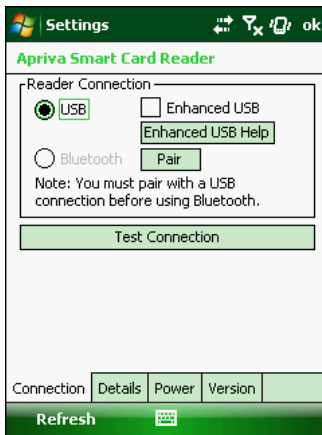 Settings ok
Apriva Smart Card Reader
Reader Connection
USB Enhanced USB
Enhanced USB Help
Bluetooth Pair
Note: You must pair with a USB
connection before using Bluetooth.
Test Connection
Connection Details Power Version
Refresh